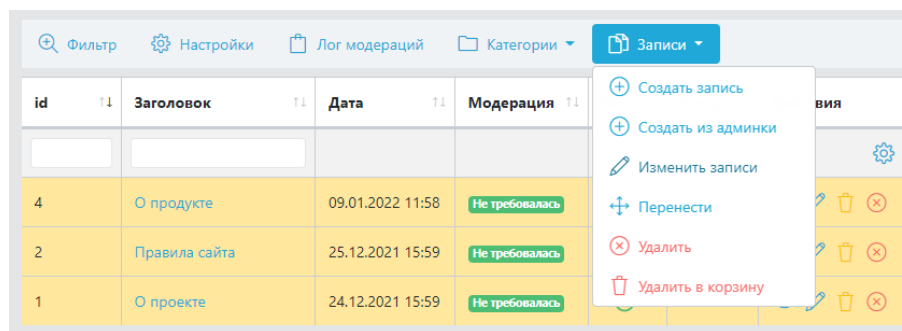 Фильтр Настройки Лог модераций Категории Записи
Создать запись
id Заголовок Дата Модерация вия
Создать из админки
Изменить записи
4 О продукте 09.01.2022 11:58 Не требовалась
Перенести
2 Правила сайта 25.12.2021 15:59 Не требовалась
Удалить
1 О проекте 24.12.2021 15:59 Не требовалась
Удалить в корзину